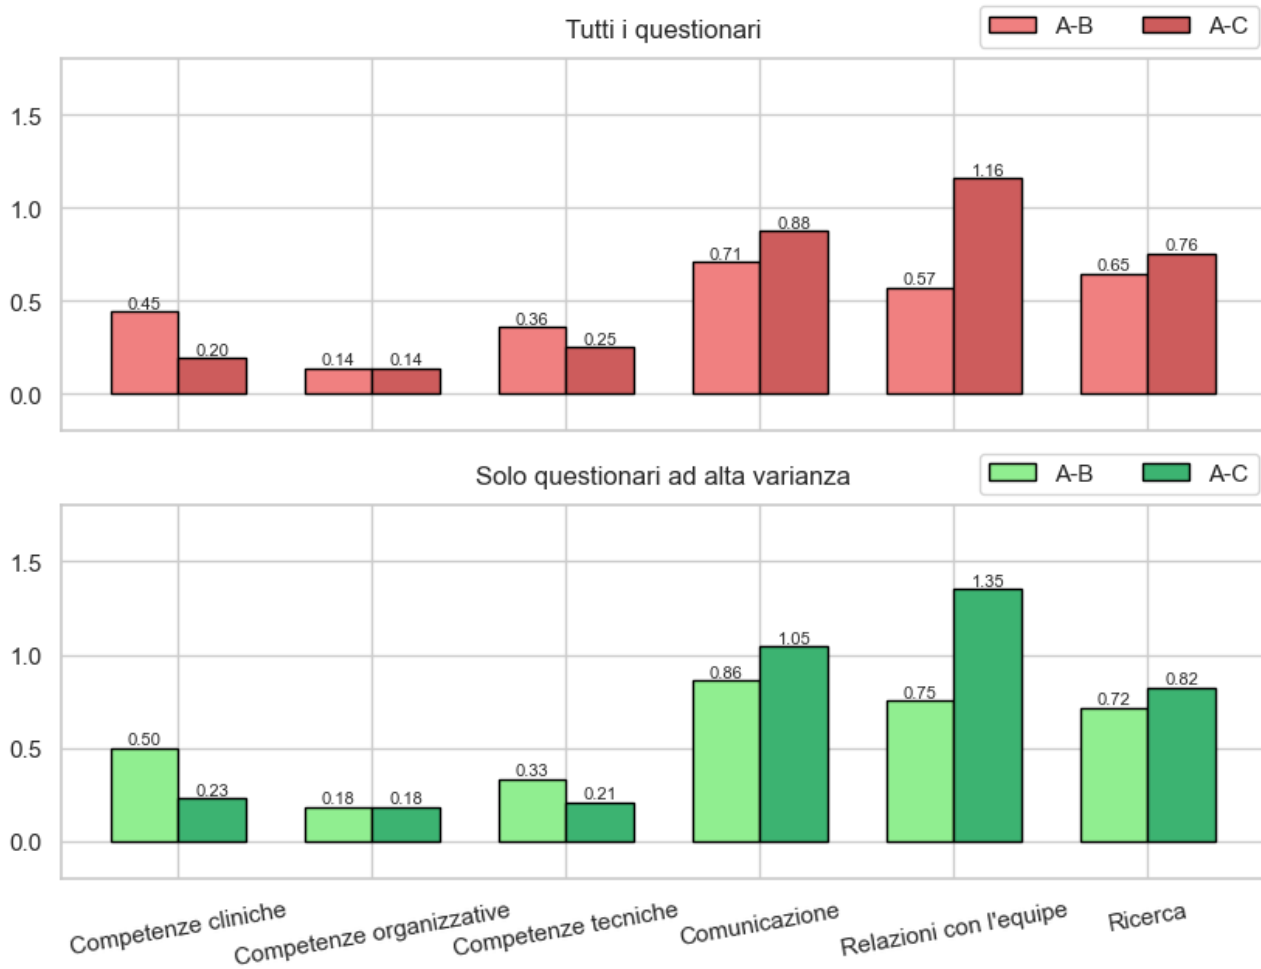 Tutti i questionari
A-B A-C
1.5
1.0
0.5
0.0
0.45 0.20 0.14 0.14 0.36 0.25 0.71 0.88 0.57 1.16 0.65 0.76
Solo questionari ad alta varianza
A-B A-C
1.5
1.0
0.5
0.0
0.50 0.23 0.18 0.18 0.33 0.21 0.86 1.05 0.75 1.35 0.72 0.82
Competenze cliniche
Competenze organizzative
Competenze tecniche
Comunicazione
Relazioni con l'equipe
Ricerca